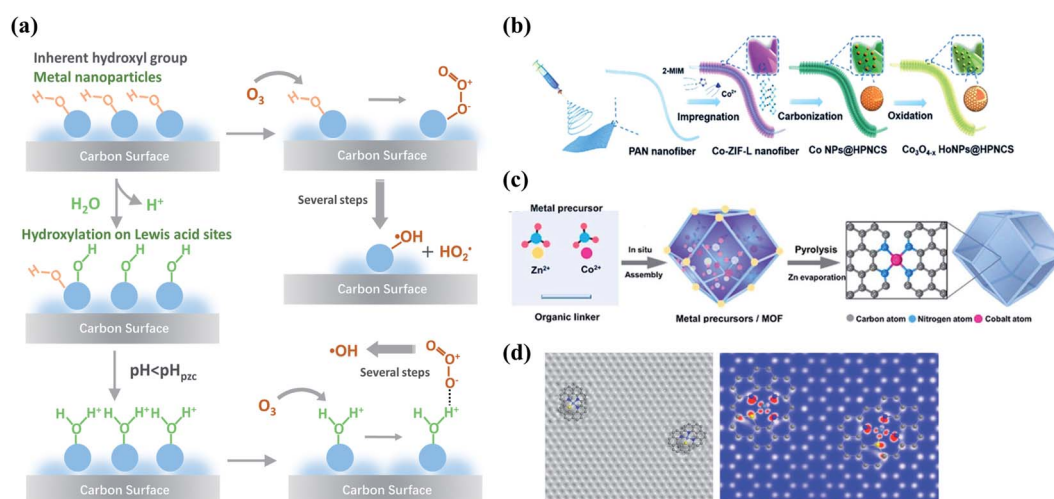 (a)
Inherent hydroxyl group
Metal nanoparticles
H O H O H O
Carbon Surface
O₃
H O
O O⁺ O⁻
Carbon Surface
H₂O H⁺
Several steps
•OH
+ HO₂•
Carbon Surface
Hydroxylation on Lewis acid sites
H H H
H O O O O
Carbon Surface
pH<pHpzc
•OH
Several steps
O O⁺ O⁻
H H⁺ H H⁺ H H⁺
O O O
Carbon Surface
O₃
H H⁺ H H⁺
O O
Carbon Surface
(b)
2-MIM
Co²⁺
Impregnation
Carbonization
Oxidation
PAN nanofiber
Co-ZIF-L nanofiber
Co NPs@HPNCS
Co₃O₄₋ₓ HoNPs@HPNCS
(c)
Metal precursor
Zn²⁺ Co²⁺
Organic linker
In situ
Assembly
Metal precursors / MOF
Pyrolysis
Zn evaporation
Carbon atom Nitrogen atom Cobalt atom
(d)